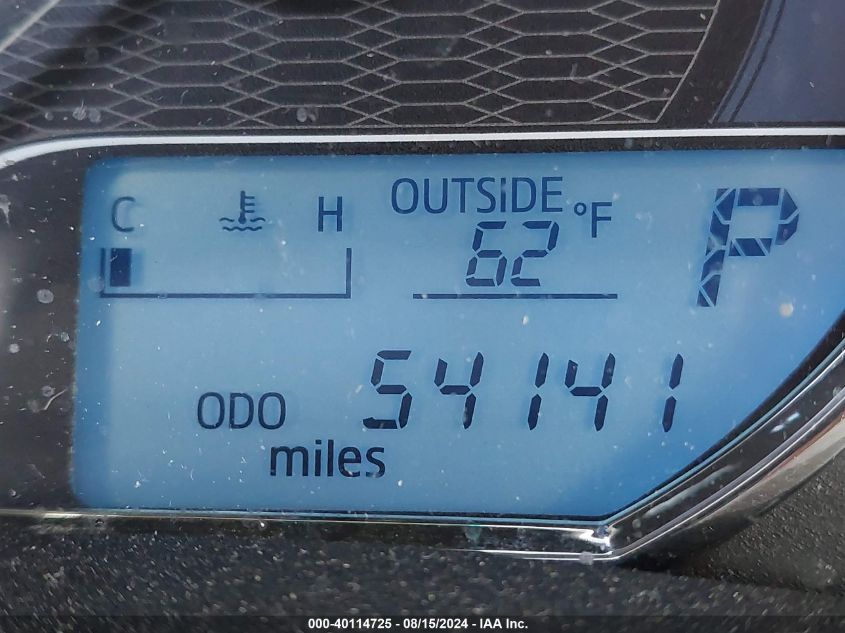 C H OUTSIDE °F P
62
ODO 54141
miles
000-40114725 - 08/15/2024 - IAA Inc.